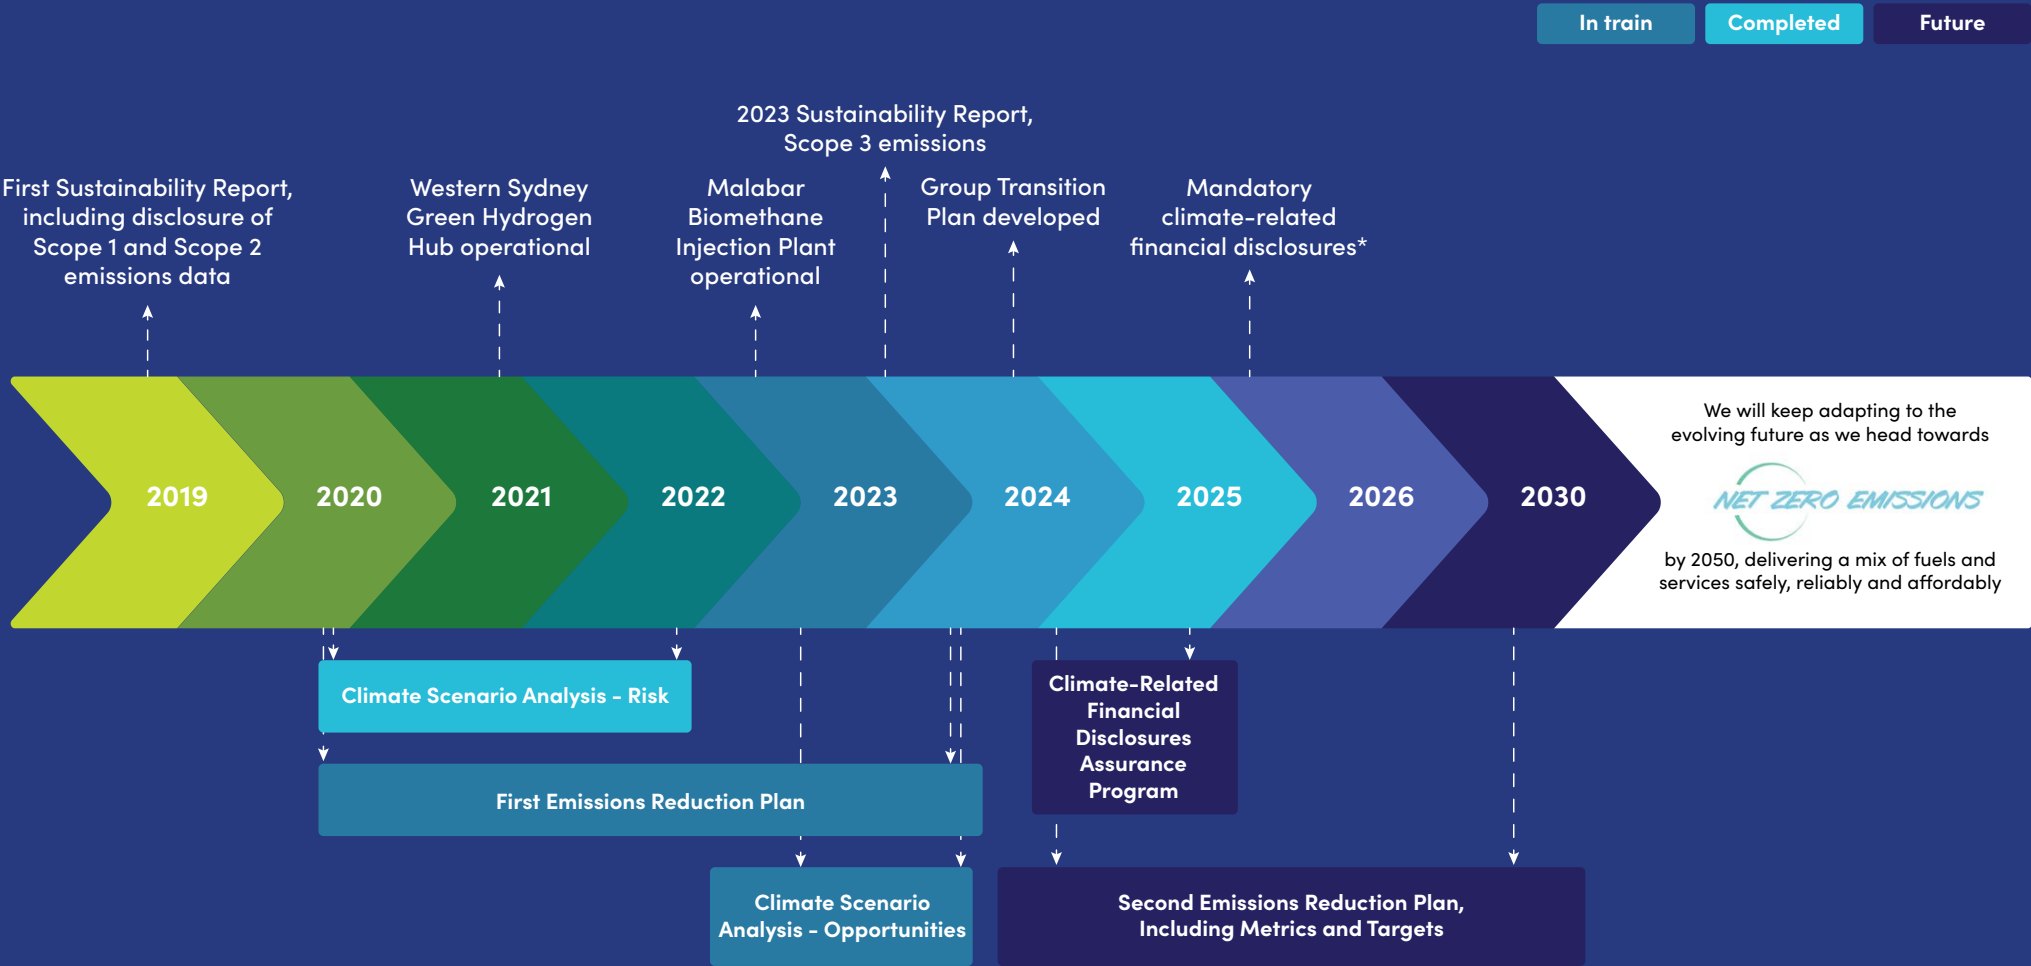 In train
Completed
Future
2023 Sustainability Report,
Scope 3 emissions
First Sustainability Report,
including disclosure of
Scope 1 and Scope 2
emissions data
Western Sydney
Green Hydrogen
Hub operational
Malabar
Biomethane
Injection Plant
operational
Group Transition
Plan developed
Mandatory
climate-related
financial disclosures*
2019
2020
2021
2022
2023
2024
2025
2026
2030
We will keep adapting to the
evolving future as we head towards
NET ZERO EMISSIONS
by 2050, delivering a mix of fuels and
services safely, reliably and affordably
Climate Scenario Analysis - Risk
First Emissions Reduction Plan
Climate Scenario
Analysis - Opportunities
Climate-Related
Financial
Disclosures
Assurance
Program
Second Emissions Reduction Plan,
Including Metrics and Targets